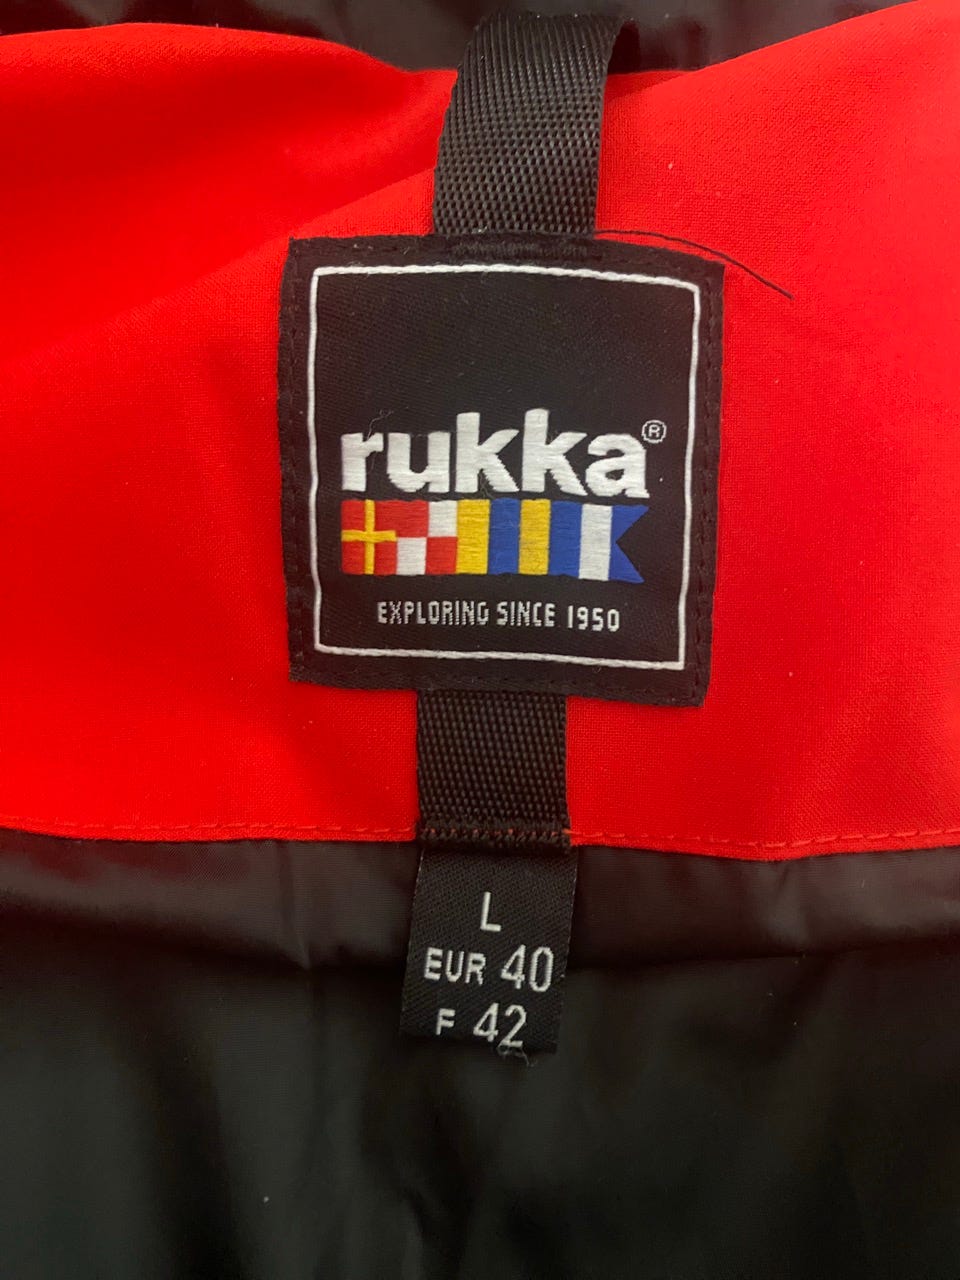 rukka®
EXPLORING SINCE 1950
L
EUR 40
F 42